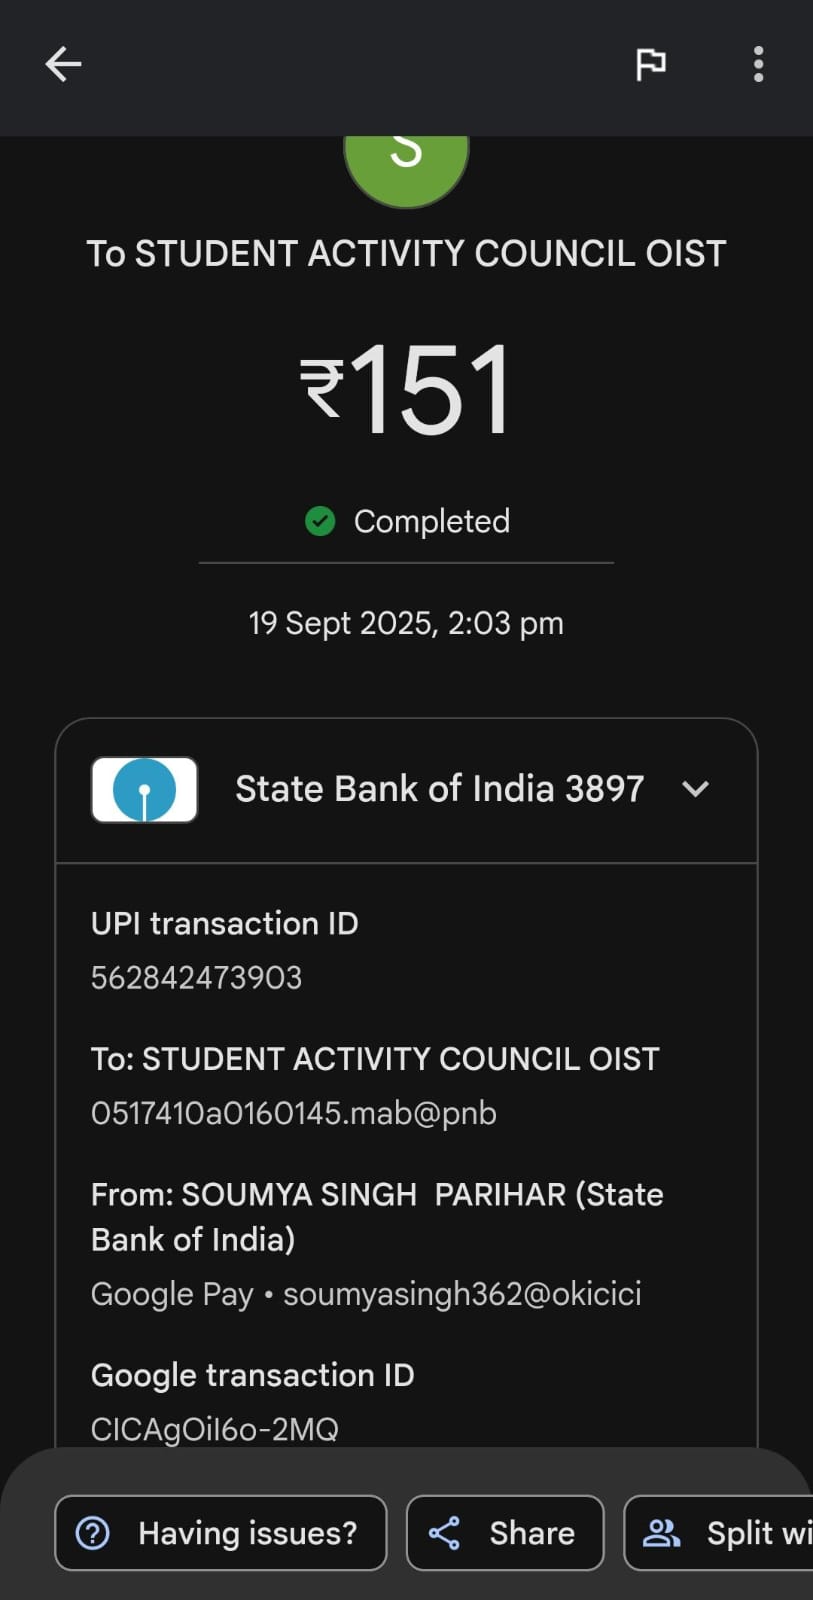 S
To STUDENT ACTIVITY COUNCIL OIST
₹151
Completed
19 Sept 2025, 2:03 pm
State Bank of India 3897
UPI transaction ID
562842473903
To: STUDENT ACTIVITY COUNCIL OIST
0517410a0160145.mab@pnb
From: SOUMYA SINGH  PARIHAR (State
Bank of India)
Google Pay • soumyasingh362@okicici
Google transaction ID
CICAgOiI6o-2MQ
Having issues?
Share
Split wi